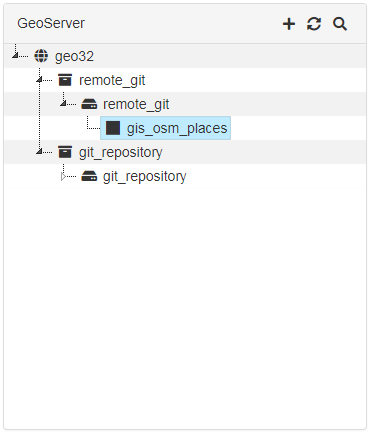 GeoServer
geo32
remote_git
remote_git
gis_osm_places
git_repository
git_repository